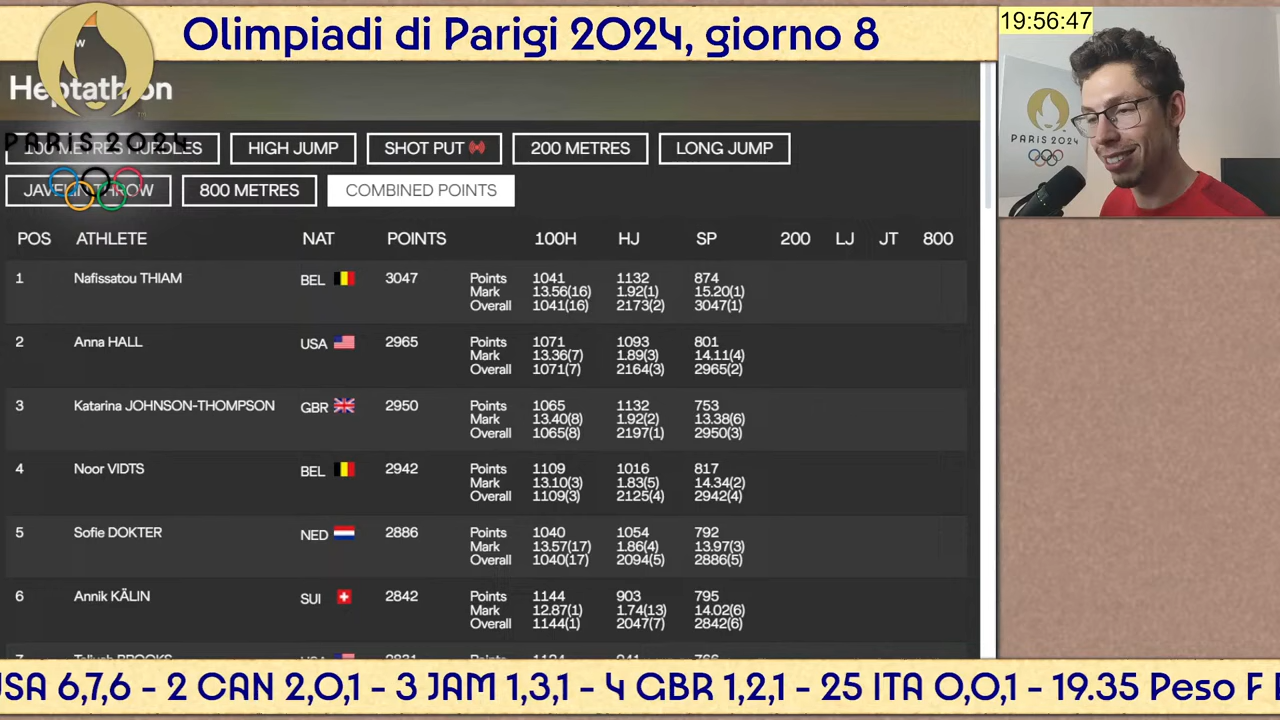 Olimpiadi di Parigi 2024, giorno 8
19:56:47
Heptathlon
PARIS 2024
PARIS 2024
100 METRES HURDLES HIGH JUMP SHOT PUT 200 METRES LONG JUMP
JAVELIN THROW 800 METRES COMBINED POINTS
POS ATHLETE NAT POINTS 100H HJ SP 200 LJ JT 800
1 Nafissatou THIAM BEL 3047 Points 1041 1132 874
Mark 13.56(16) 1.92(1) 15.20(1)
Overall 1041(16) 2173(2) 3047(1)
2 Anna HALL USA 2965 Points 1071 1093 801
Mark 13.36(7) 1.89(3) 14.11(4)
Overall 1071(7) 2164(3) 2965(2)
3 Katarina JOHNSON-THOMPSON GBR 2950 Points 1065 1132 753
Mark 13.40(8) 1.92(2) 13.38(6)
Overall 1065(8) 2197(1) 2950(3)
4 Noor VIDTS BEL 2942 Points 1109 1016 817
Mark 13.10(3) 1.83(5) 14.34(2)
Overall 1109(3) 2125(4) 2942(4)
5 Sofie DOKTER NED 2886 Points 1040 1054 792
Mark 13.57(17) 1.86(4) 13.97(3)
Overall 1040(17) 2094(5) 2886(5)
6 Annik KÄLIN SUI 2842 Points 1144 903 795
Mark 12.87(1) 1.74(13) 14.02(6)
Overall 1144(1) 2047(7) 2842(6)
USA 6,7,6 - 2 CAN 2,0,1 - 3 JAM 1,3,1 - 4 GBR 1,2,1 - 25 ITA 0,0,1 - 19.35 Peso F